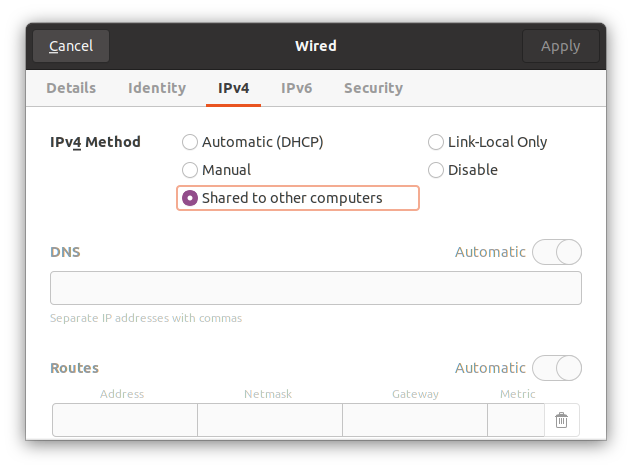 Cancel Wired Apply
Details Identity IPv4 IPv6 Security
IPv4 Method Automatic (DHCP) Link-Local Only
Manual Disable
Shared to other computers
DNS Automatic
Separate IP addresses with commas
Routes Automatic
Address Netmask Gateway Metric